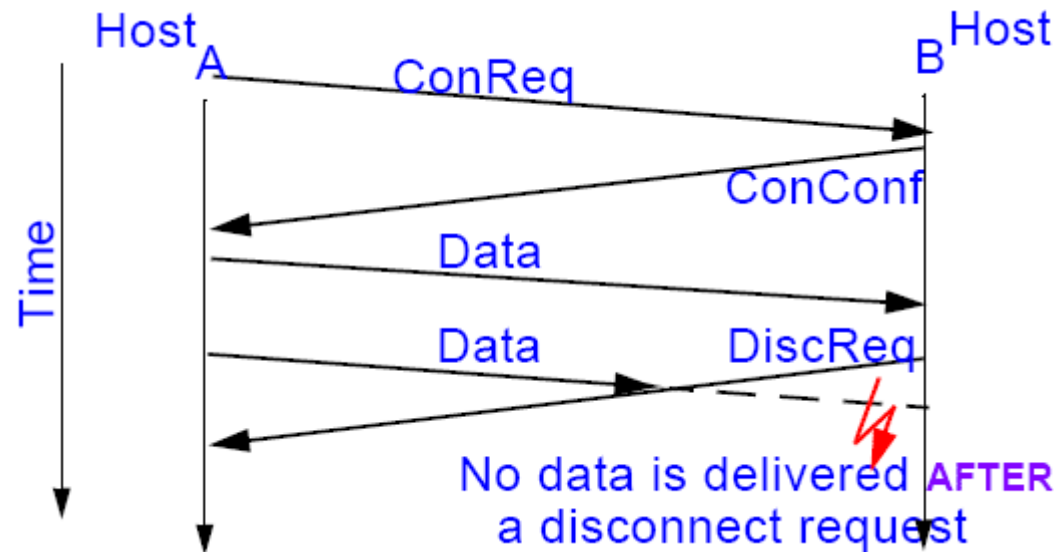 Host A
B Host
ConReq
ConConf
Data
Data
DiscReq
Time
No data is delivered AFTER
a disconnect request